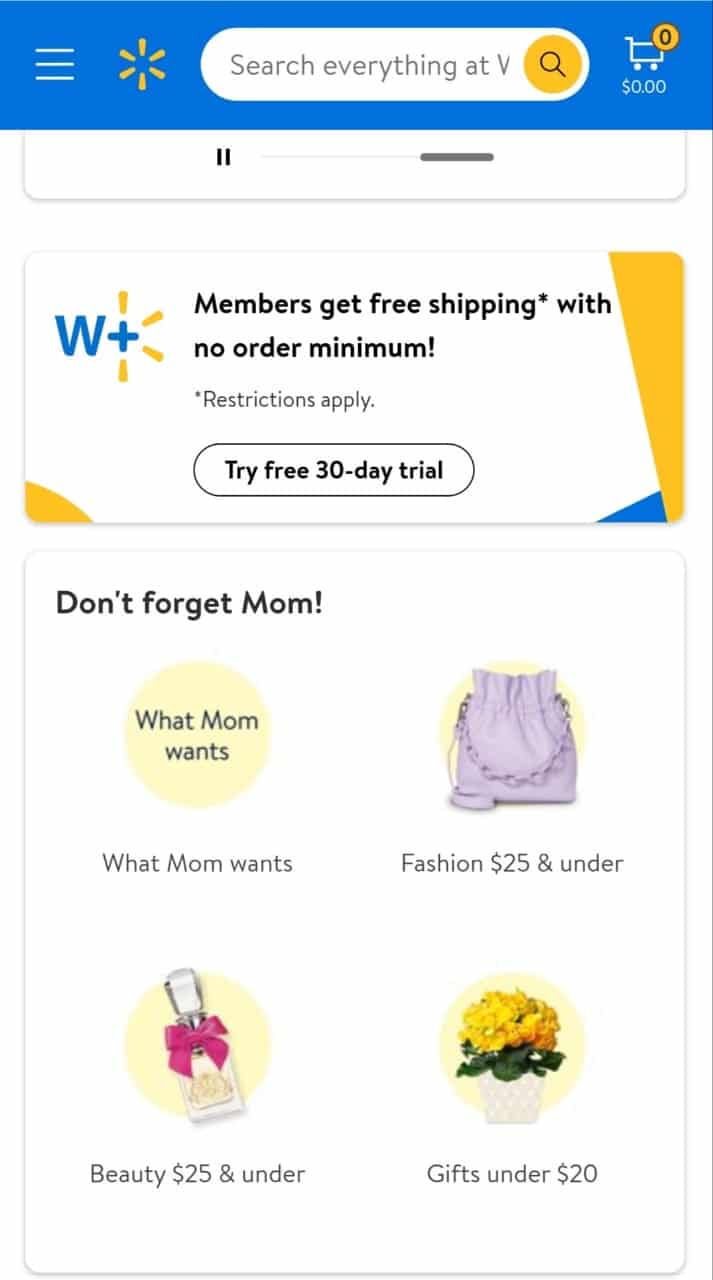 Search everything at W
0
$0.00
W+
Members get free shipping* with
no order minimum!
*Restrictions apply.
Try free 30-day trial
Don't forget Mom!
What Mom
wants
What Mom wants
Fashion $25 & under
Beauty $25 & under
Gifts under $20